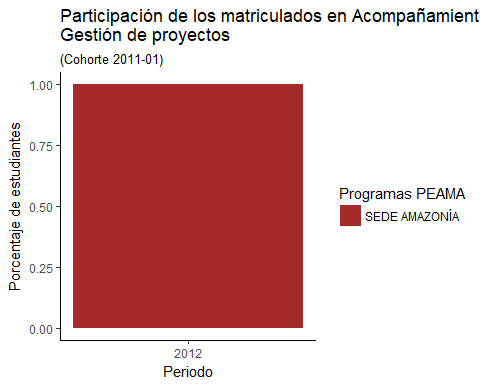 Participación de los matriculados en Acompañamient
Gestión de proyectos
(Cohorte 2011-01)
Porcentaje de estudiantes
1.00
0.75
0.50
0.25
0.00
2012
Periodo
Programas PEAMA
SEDE AMAZONÍA